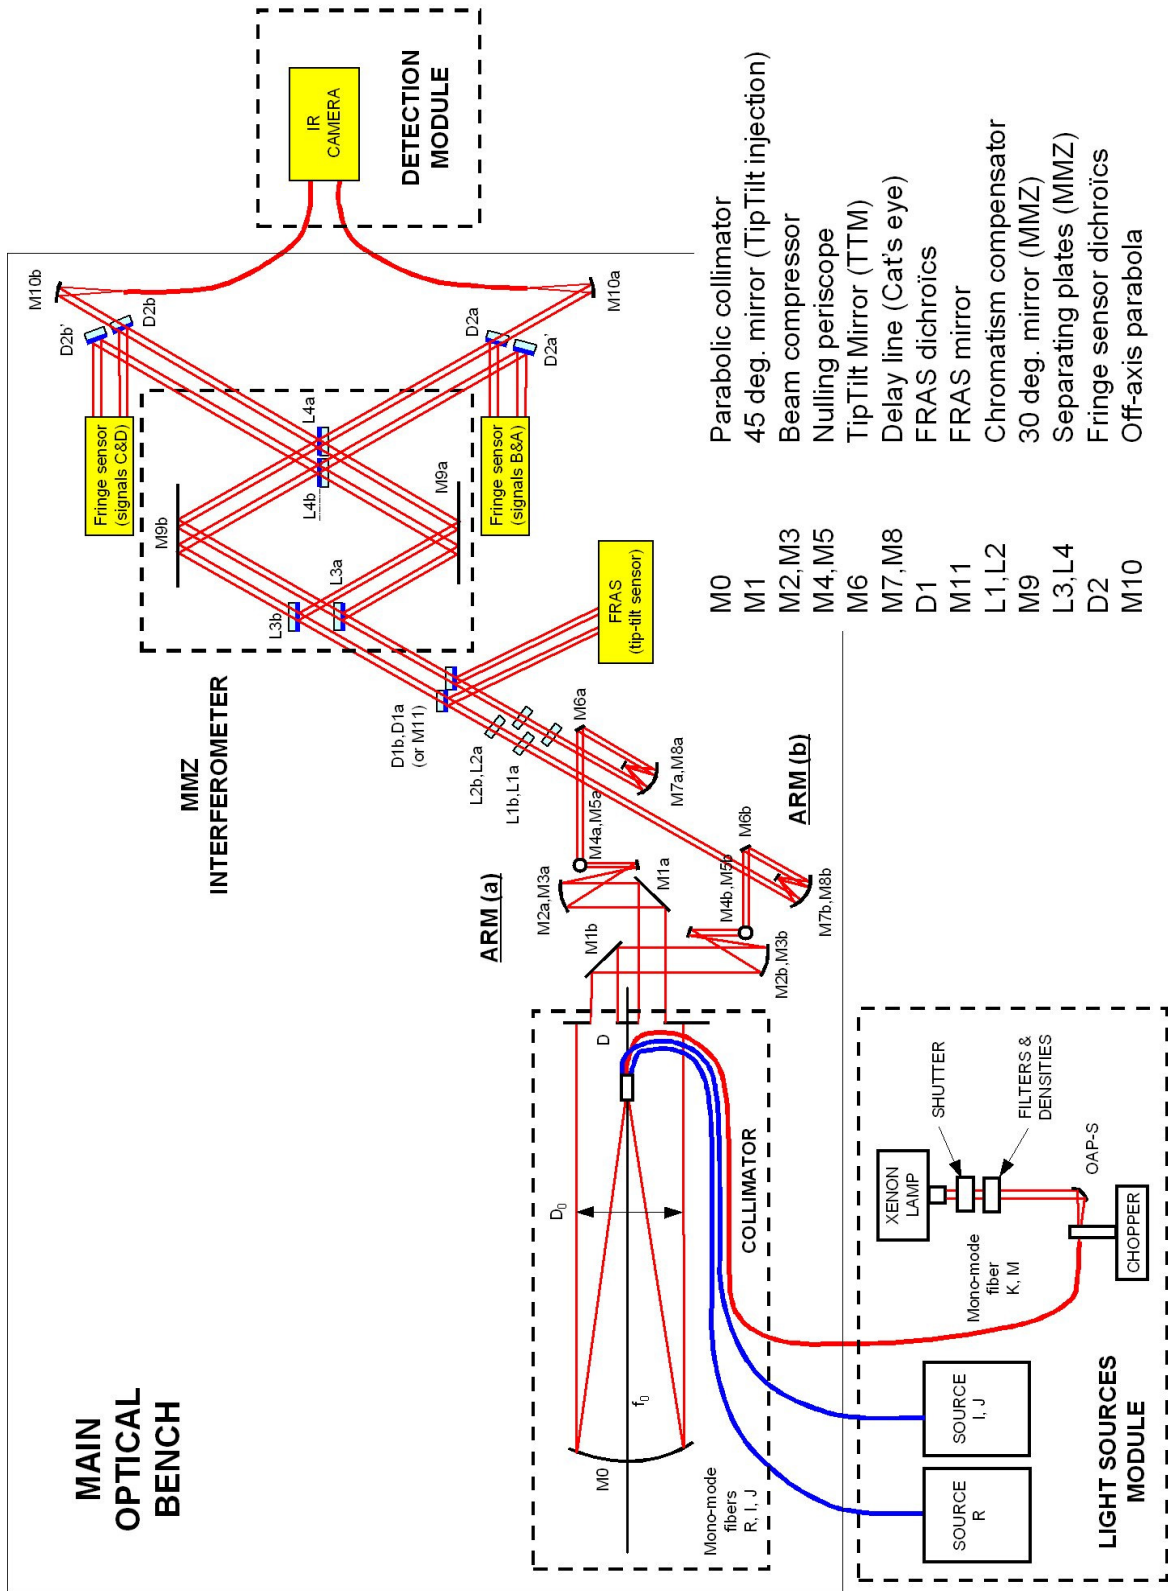 MAIN
OPTICAL
BENCH
MMZ
INTERFEROMETER
M9b
L3b
L3a
L4b
L4a
M9a
Fringe sensor
(signals C&D)
Fringe sensor
(signals B&A)
D2b'
D2b
D2a
D2a'
M10b
M10a
IR
CAMERA
DETECTION
MODULE
D1b,D1a
(or M11)
L2b,L2a
L1b,L1a
FRAS
(tip-tilt sensor)
ARM (a)
M2a,M3a
M4a,M5a
M6a
M7a,M8a
M1a
M1b
M2b,M3b
M4b,M5b
M6b
M7b,M8b
ARM (b)
M0
f0
D0
D
COLLIMATOR
Mono-mode
fibers
R, I, J
SOURCE
R
SOURCE
I, J
LIGHT SOURCES
MODULE
Mono-mode
fiber
K, M
XENON
LAMP
SHUTTER
FILTERS &
DENSITIES
OAP-S
CHOPPER
M0 Parabolic collimator
M1 45 deg. mirror (TipTilt injection)
M2,M3 Beam compressor
M4,M5 Nulling periscope
M6 TipTilt Mirror (TTM)
M7,M8 Delay line (Cat's eye)
D1 FRAS dichroïcs
M11 FRAS mirror
L1,L2 Chromatism compensator
M9 30 deg. mirror (MMZ)
L3,L4 Separating plates (MMZ)
D2 Fringe sensor dichroïcs
M10 Off-axis parabola